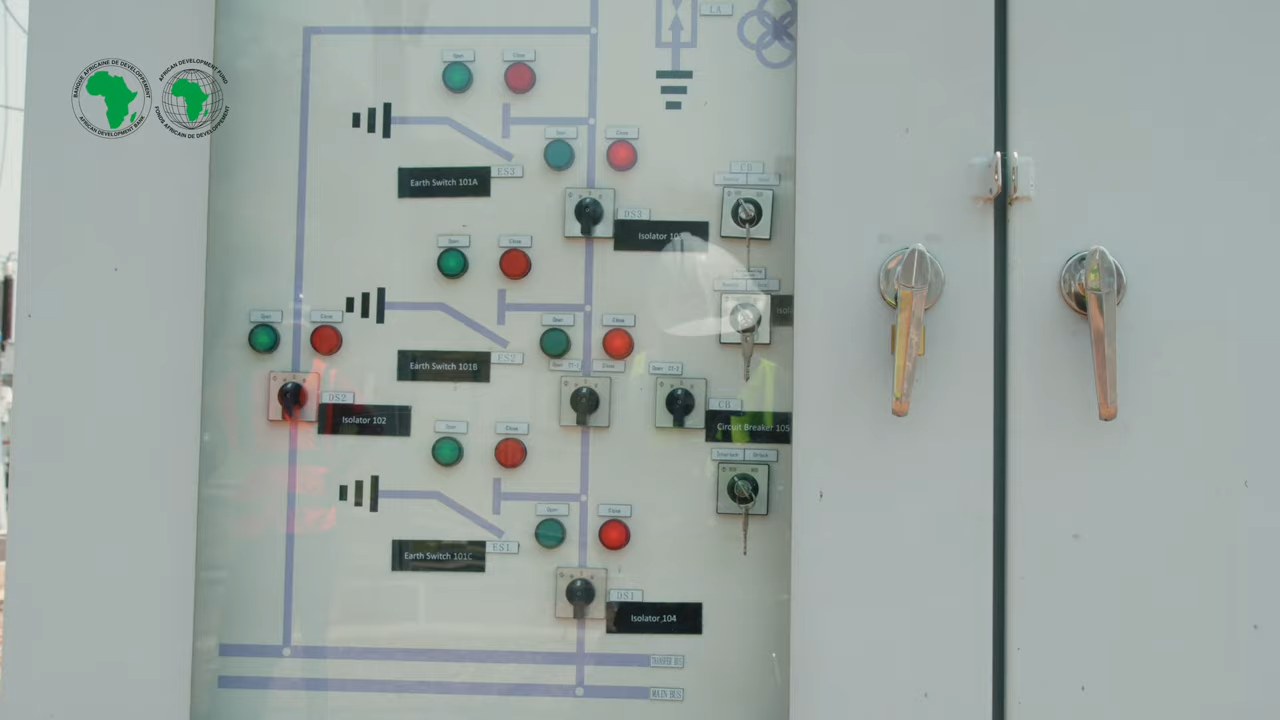 BANQUE AFRICAINE DE DEVELOPPEMENT
AFRICAN DEVELOPMENT BANK
AFRICAN DEVELOPMENT FUND
FONDS AFRICAIN DE DEVELOPPEMENT
LA
Open
Close
Open
Close
Earth Switch 101A
ES3
CB
DS3
Isolator
Open
Close
Open
Close
Open
Close
Earth Switch 101B
ES2
Close
DS2
Isolator 102
CB
Circuit Breaker 105
Open
Close
Open
Close
Earth Switch 101C
ES1
DS1
Isolator 104
TRANSFER BUS
MAIN BUS